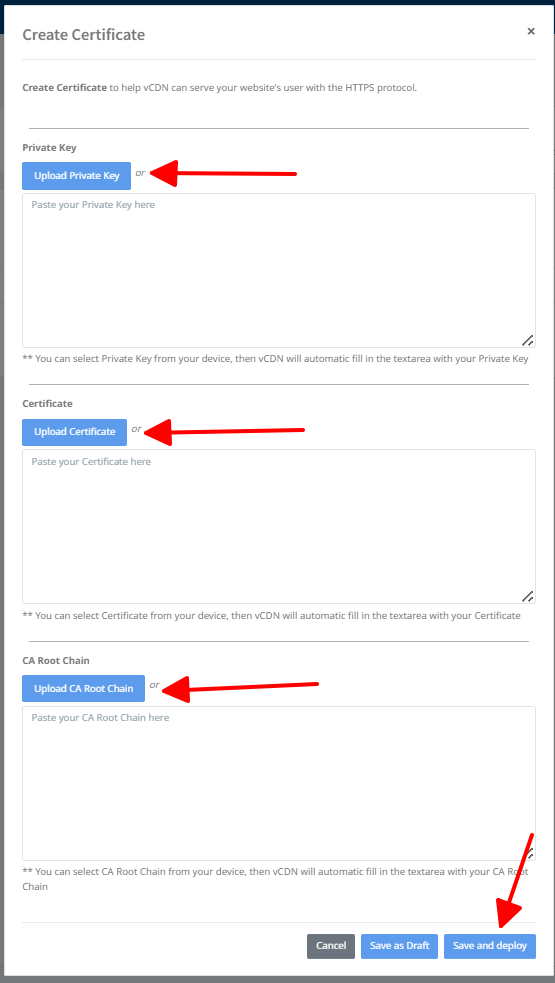 Create Certificate ×
Create Certificate to help vCDN can serve your website's user with the HTTPS protocol.
Private Key
Upload Private Key or
Paste your Private Key here
** You can select Private Key from your device, then vCDN will automatic fill in the textarea with your Private Key
Certificate
Upload Certificate or
Paste your Certificate here
** You can select Certificate from your device, then vCDN will automatic fill in the textarea with your Certificate
CA Root Chain
Upload CA Root Chain or
Paste your CA Root Chain here
** You can select CA Root Chain from your device, then vCDN will automatic fill in the textarea with your CA Root
Chain
Cancel Save as Draft Save and deploy